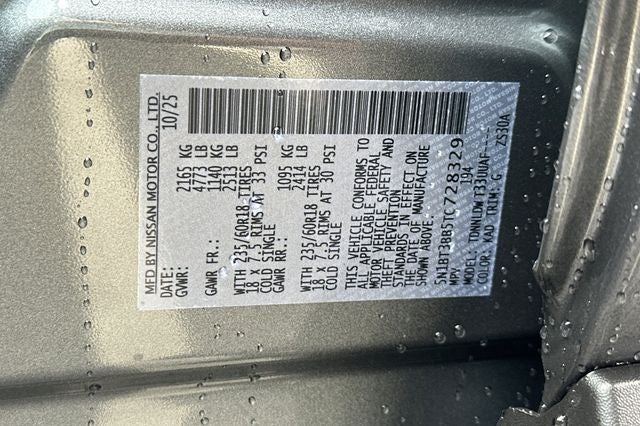 MFD BY NISSAN MOTOR CO., LTD.
DATE: 10/25
GVWR: 2165 KG
4773 LB
GAWR FR.: 1140 KG
2513 LB
WITH 235/60R18 TIRES
18 X 7.5 RIMS AT 33 PSI
COLD SINGLE
GAWR RR.: 1095 KG
2414 LB
WITH 235/60R18 TIRES
18 X 7.5 RIMS AT 30 PSI
COLD SINGLE
THIS VEHICLE CONFORMS TO
ALL APPLICABLE FEDERAL
MOTOR VEHICLE SAFETY AND
THEFT PREVENTION
STANDARDS IN EFFECT ON
THE DATE OF MANUFACTURE
SHOWN ABOVE.
5N1BT3BB5TC728329
MPV 194
MODEL: TDNNLDW T33UUAF----
COLOR: KAD TRIM: G ZS30A